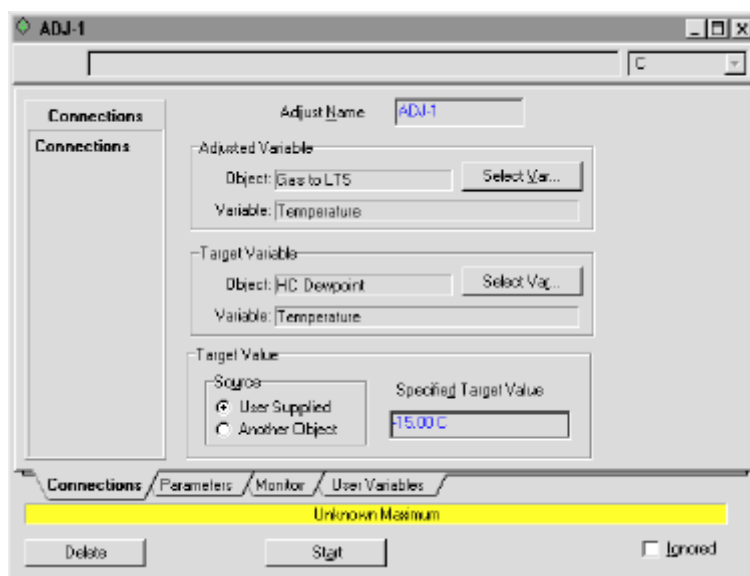 ADJ-1
C
Connections
Connections
Adjust Name
ADJ-1
Adjusted Variable
Object: Gas to LTS
Select Var...
Variable: Temperature
Target Variable
Object: HC Dewpoint
Select Var...
Variable: Temperature
Target Value
Source
User Supplied
Another Object
Specified Target Value
-15.00 C
Connections
Parameters
Monitor
User Variables
Unknown Maximum
Delete
Start
Ignored